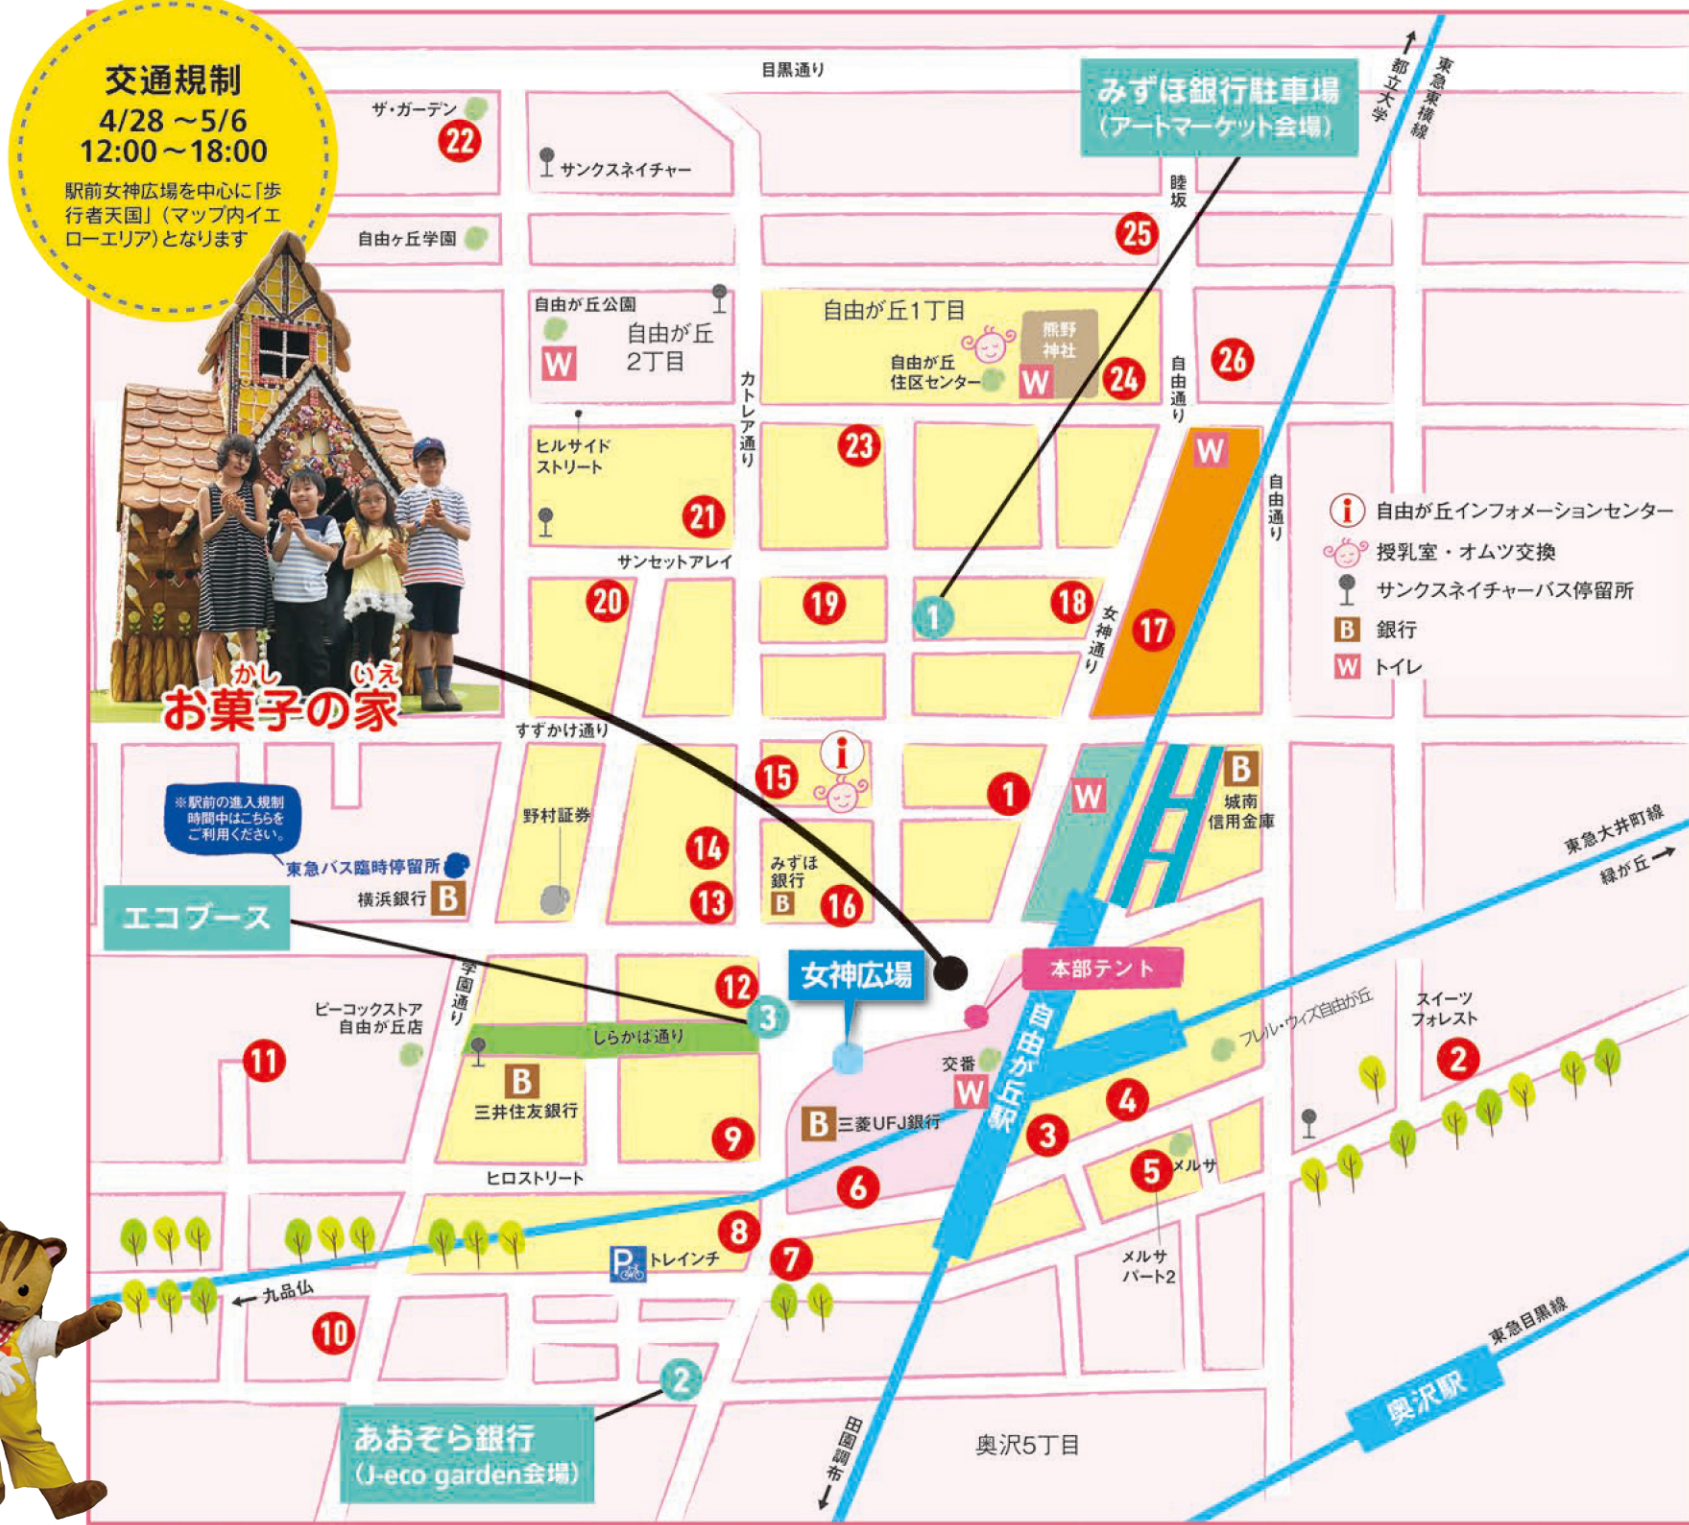 交通規制
4/28～5/6
12:00～18:00
駅前女神広場を中心に「歩
行者天国」（マップ内イエ
ローエリア）となります
目黒通り
みずほ銀行駐車場
（アートマーケット会場）
都立大学
東急東横線
ザ・ガーデン
22
サンクスネイチャー
睦坂
25
自由ヶ丘学園
自由が丘公園
W
自由が丘
2丁目
自由が丘1丁目
熊野
神社
自由が丘
住区センター
W
24
自由通り
26
カトレア通り
ヒルサイド
ストリート
21
23
W
自由通り
i 自由が丘インフォメーションセンター
授乳室・オムツ交換
サンクスネイチャーバス停留所
B 銀行
W トイレ
サンセットアレイ
20
19
1
18
女神通り
17
かし いえ
お菓子の家
すずかけ通り
※駅前の進入規制
時間中はこちらを
ご利用ください。
東急バス臨時停留所
横浜銀行 B
野村証券
14
13
15
i
みずほ
銀行
B
16
1
W
B
城南
信用金庫
東急大井町線
緑が丘
エコブース
学園通り
12
3
女神広場
本部テント
ピーコックストア
自由が丘店
しらかば通り
11
B
三井住友銀行
9
交番
W
自由が丘駅
B 三菱UFJ銀行
フレル・ウィズ自由が丘
スイーツ
フォレスト
2
4
3
5
メルサ
6
ヒロストリート
8
7
P トレインチ
メルサ
パート2
九品仏
10
2
あおぞら銀行
（J-eco garden会場）
田園調布
奥沢5丁目
東急目黒線
奥沢駅